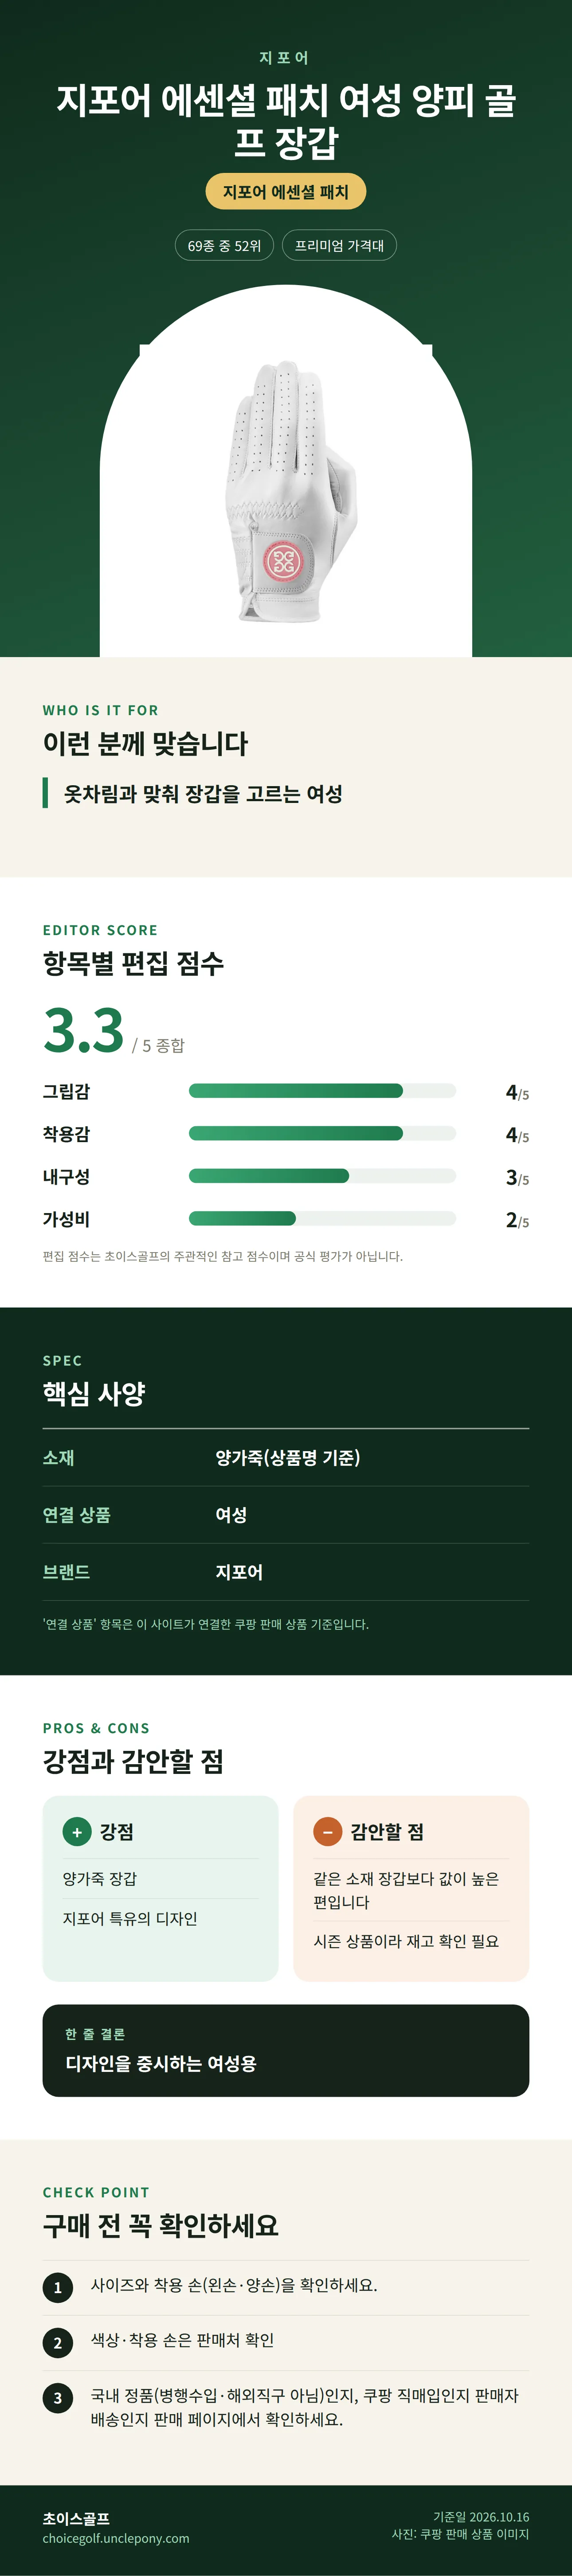 지포어
지포어 에센셜 패치 여성 양피 골
프 장갑
지포어 에센셜 패치
69종 중 52위
프리미엄 가격대
WHO IS IT FOR
이런 분께 맞습니다
옷차림과 맞춰 장갑을 고르는 여성
EDITOR SCORE
항목별 편집 점수
3.3 / 5 종합
그립감 4/5
착용감 4/5
내구성 3/5
가성비 2/5
편집 점수는 초이스골프의 주관적인 참고 점수이며 공식 평가가 아닙니다.
SPEC
핵심 사양
소재 양가죽(상품명 기준)
연결 상품 여성
브랜드 지포어
'연결 상품' 항목은 이 사이트가 연결한 쿠팡 판매 상품 기준입니다.
PROS & CONS
강점과 감안할 점
+ 강점
양가죽 장갑
지포어 특유의 디자인
− 감안할 점
같은 소재 장갑보다 값이 높은
편입니다
시즌 상품이라 재고 확인 필요
한 줄 결론
디자인을 중시하는 여성용
CHECK POINT
구매 전 꼭 확인하세요
1 사이즈와 착용 손(왼손·양손)을 확인하세요.
2 색상·착용 손은 판매처 확인
3 국내 정품(병행수입·해외직구 아님)인지, 쿠팡 직매입인지 판매자
배송인지 판매 페이지에서 확인하세요.
초이스골프
choicegolf.unclepony.com
기준일 2026.10.16
사진: 쿠팡 판매 상품 이미지